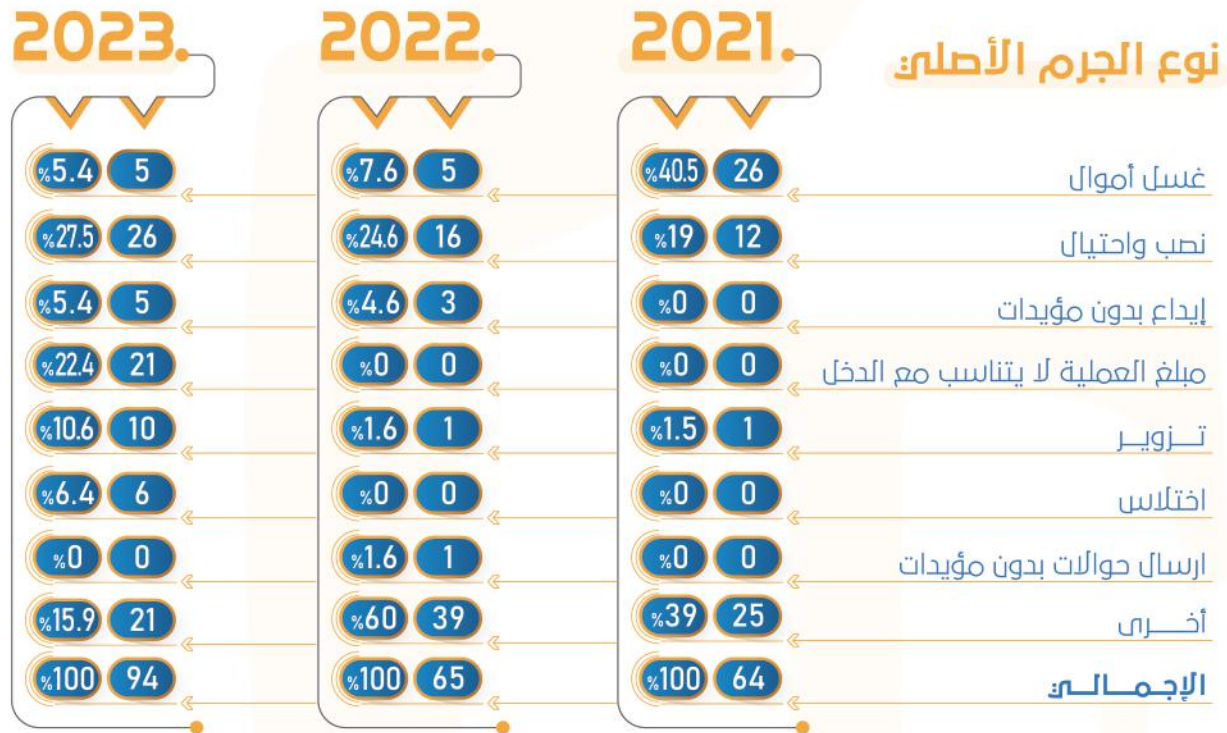 نوع الجرم الأصلي: 2021. 2022. 2023.
غسل أموال 26 %40.5 5 %7.6 5 %5.4
نصب واحتيال 12 %19 16 %24.6 26 %27.5
إيداع بدون مؤيدات 0 %0 3 %4.6 5 %5.4
مبلغ العملية لا يتناسب مع الدخل 0 %0 0 %0 21 %22.4
تـــزويــر 1 %1.5 1 %1.6 10 %10.6
اختلاس 0 %0 0 %0 6 %6.4
ارسال حوالات بدون مؤيدات 0 %0 1 %1.6 0 %0
أخـــرى 25 %39 39 %60 21 %15.9
الإجــمــالــي: 64 %100 65 %100 94 %100